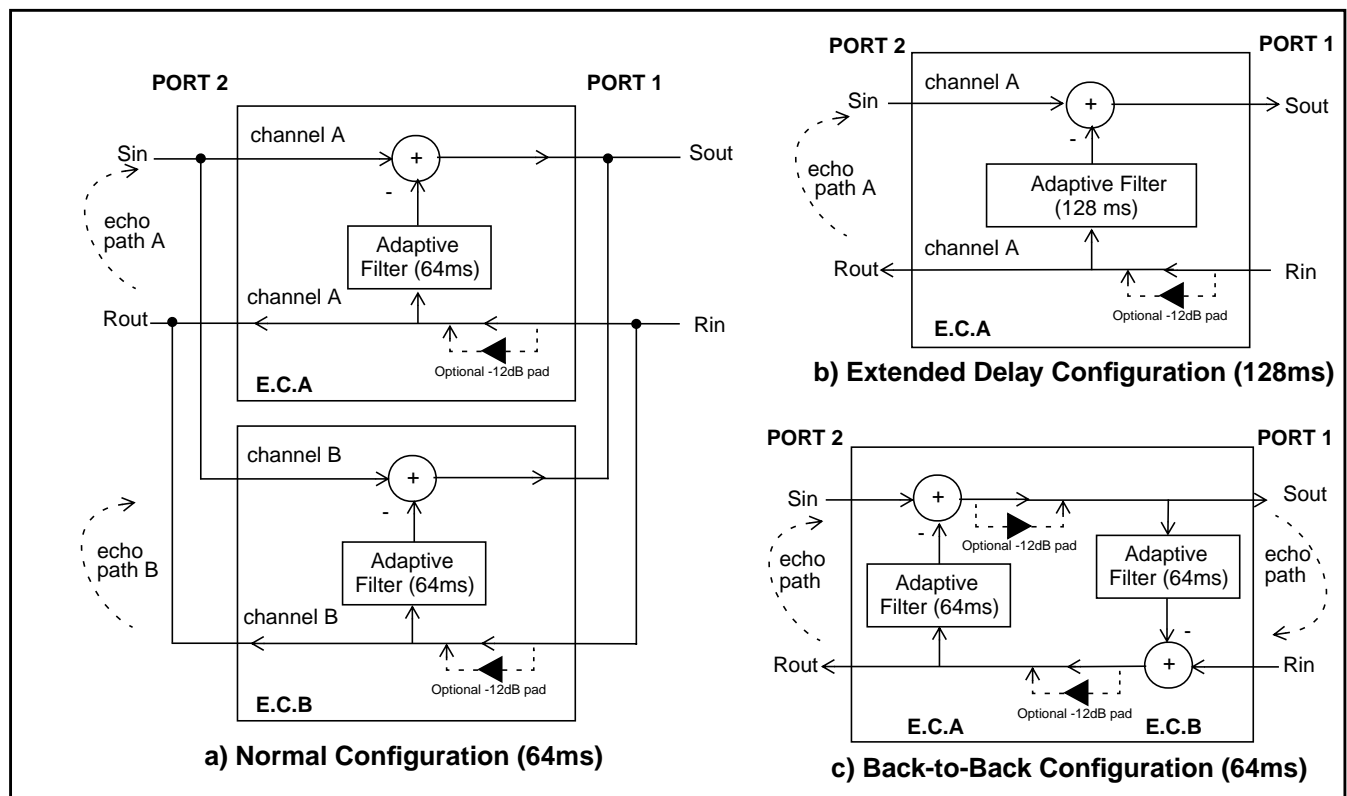 PORT 2
PORT 1
channel A
Sin
+
Sout
-
echo
path A
Adaptive
Filter (64ms)
channel A
Rout
Rin
Optional -12dB pad
E.C.A
channel B
+
-
echo
path B
Adaptive
Filter (64ms)
channel B
Optional -12dB pad
E.C.B
a) Normal Configuration (64ms)
PORT 2
PORT 1
channel A
Sin
+
Sout
-
echo
path A
Adaptive Filter
(128 ms)
channel A
Rout
Rin
Optional -12dB pad
E.C.A
b) Extended Delay Configuration (128ms)
PORT 2
PORT 1
Sin
+
Sout
-
Optional -12dB pad
echo
path
Adaptive
Filter (64ms)
Adaptive
Filter (64ms)
echo
path
-
Rout
+
Rin
Optional -12dB pad
E.C.A
E.C.B
c) Back-to-Back Configuration (64ms)